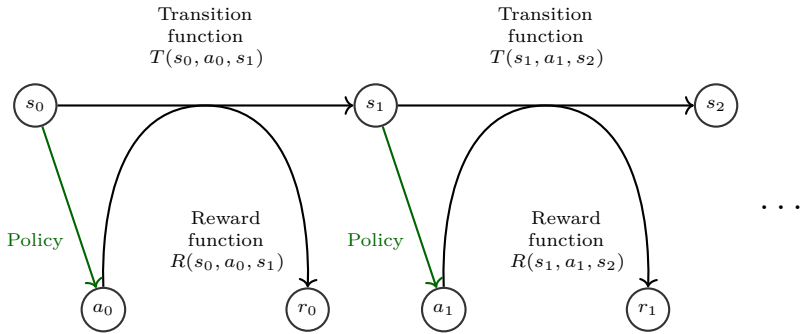 Transition
function
T(s₀, a₀, s₁)
Transition
function
T(s₁, a₁, s₂)
s₀
s₁
s₂
Policy
Reward
function
R(s₀, a₀, s₁)
Policy
Reward
function
R(s₁, a₁, s₂)
...
a₀
r₀
a₁
r₁